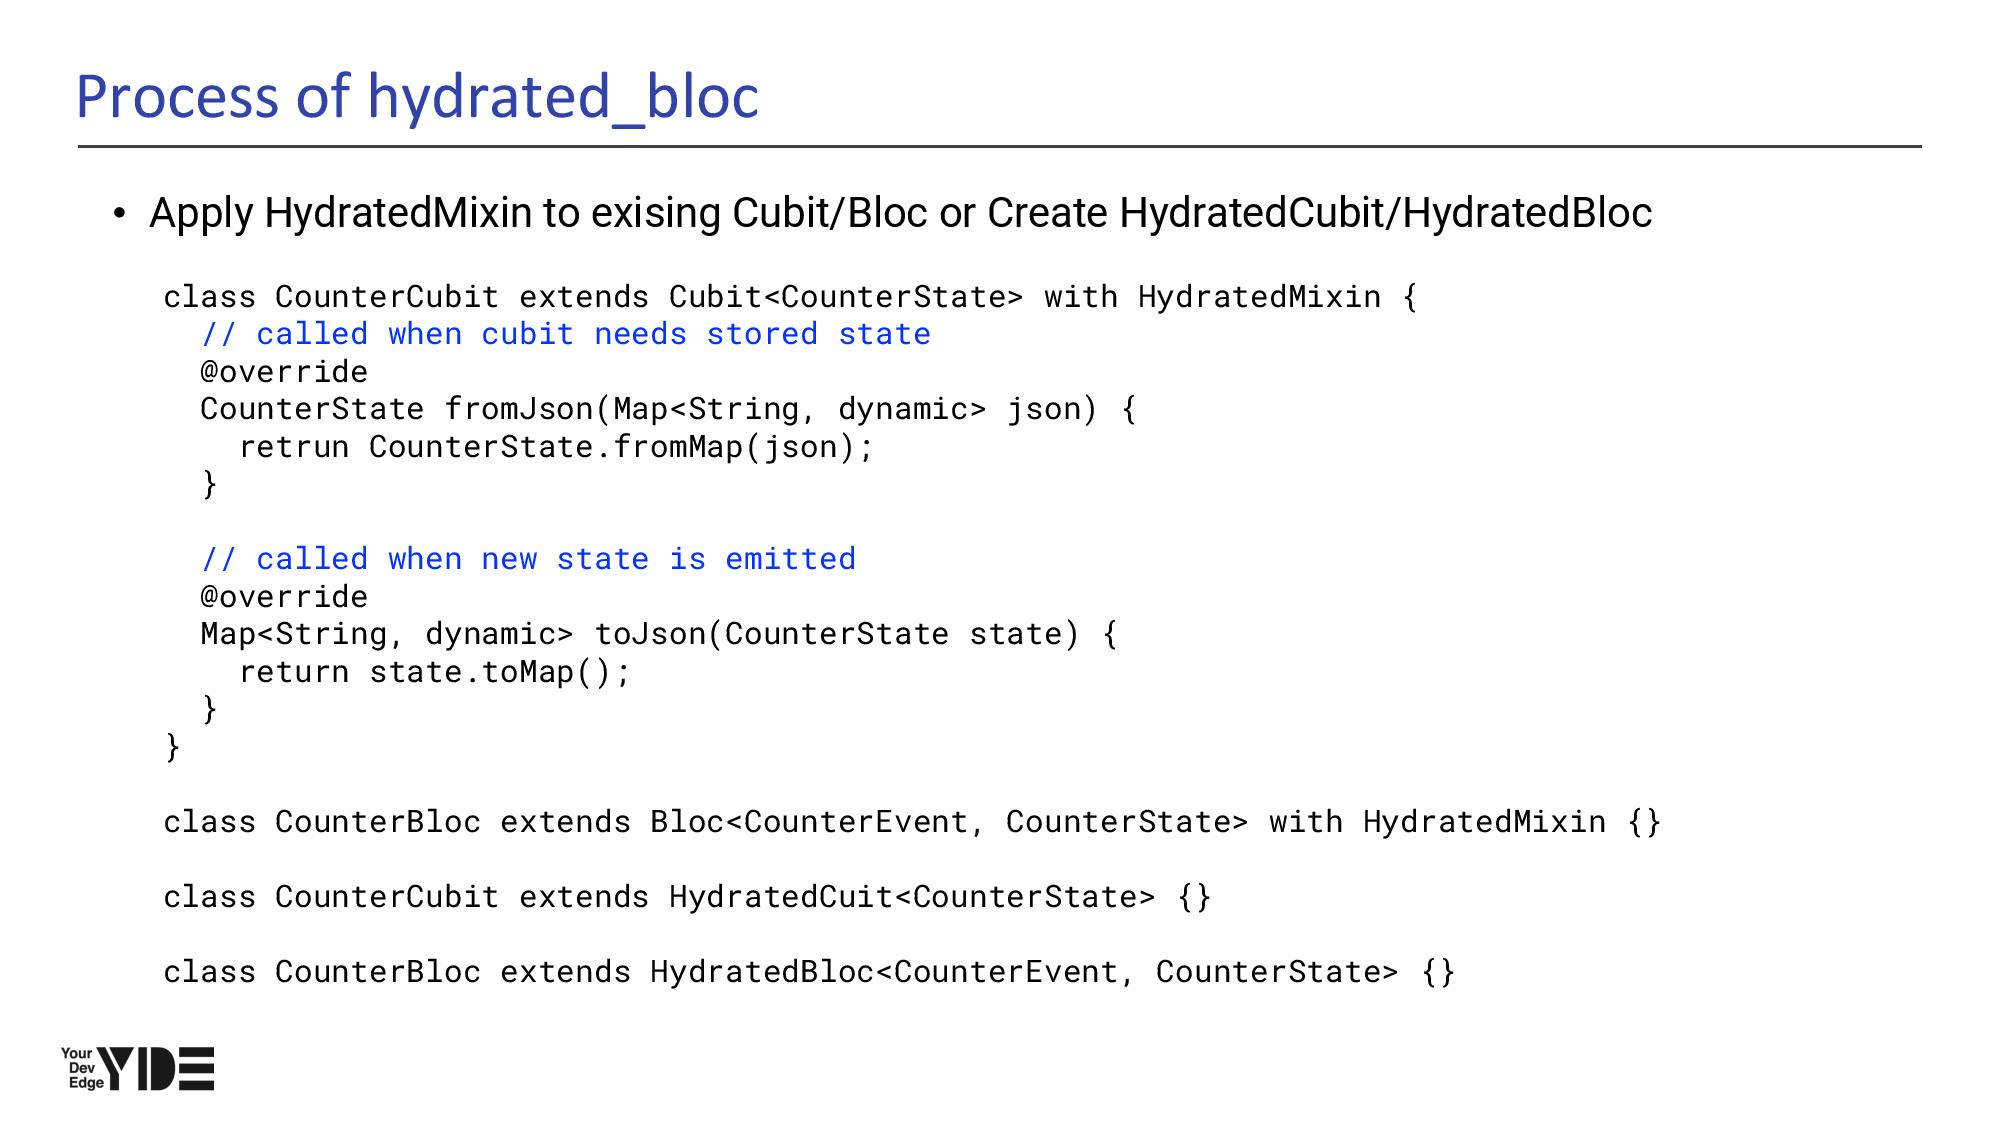 Process of hydrated_bloc
• Apply HydratedMixin to exising Cubit/Bloc or Create HydratedCubit/HydratedBloc
class CounterCubit extends Cubit<CounterState> with HydratedMixin {
  // called when cubit needs stored state
  @override
  CounterState fromJson(Map<String, dynamic> json) {
    retrun CounterState.fromMap(json);
  }
  // called when new state is emitted
  @override
  Map<String, dynamic> toJson(CounterState state) {
    return state.toMap();
  }
}
class CounterBloc extends Bloc<CounterEvent, CounterState> with HydratedMixin {}
class CounterCubit extends HydratedCuit<CounterState> {}
class CounterBloc extends HydratedBloc<CounterEvent, CounterState> {}
Your
Dev
Edge
YDE